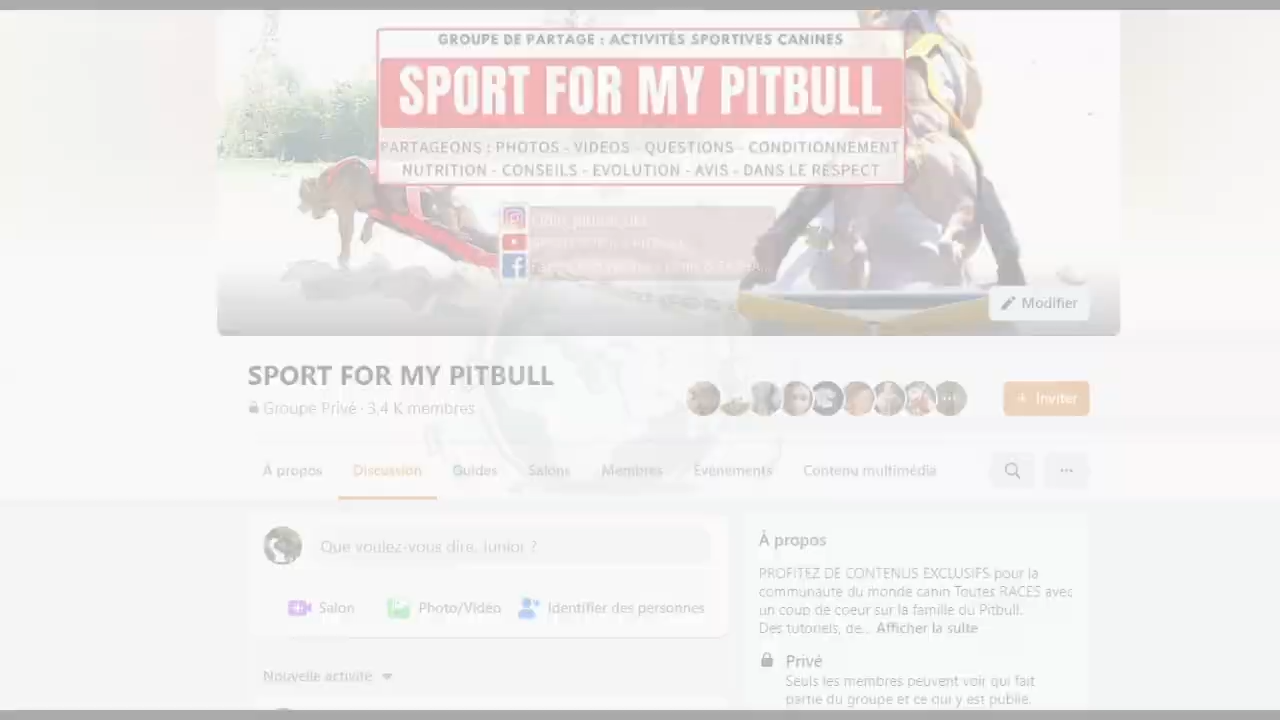 GROUPE DE PARTAGE : ACTIVITÉS SPORTIVES CANINES
SPORT FOR MY PITBULL
PARTAGEONS : PHOTOS - VIDEOS - QUESTIONS - CONDITIONNEMENT
NUTRITION - CONSEILS - EVOLUTION - AVIS - DANS LE RESPECT
Modifier
SPORT FOR MY PITBULL
Groupe Privé · 3,4 K membres
+ Inviter
À propos
Discussion
Guides
Salons
Membres
Évènements
Contenu multimédia
Que voulez-vous dire, Junior ?
Salon
Photo/Vidéo
Identifier des personnes
Nouvelle activité
À propos
PROFITEZ DE CONTENUS EXCLUSIFS pour la
communauté du monde canin Toutes RACES avec
un coup de coeur sur la famille du Pitbull.
Des tutoriels, de... Afficher la suite
Privé
Seuls les membres peuvent voir qui fait
partie du groupe et ce qui y est publié.